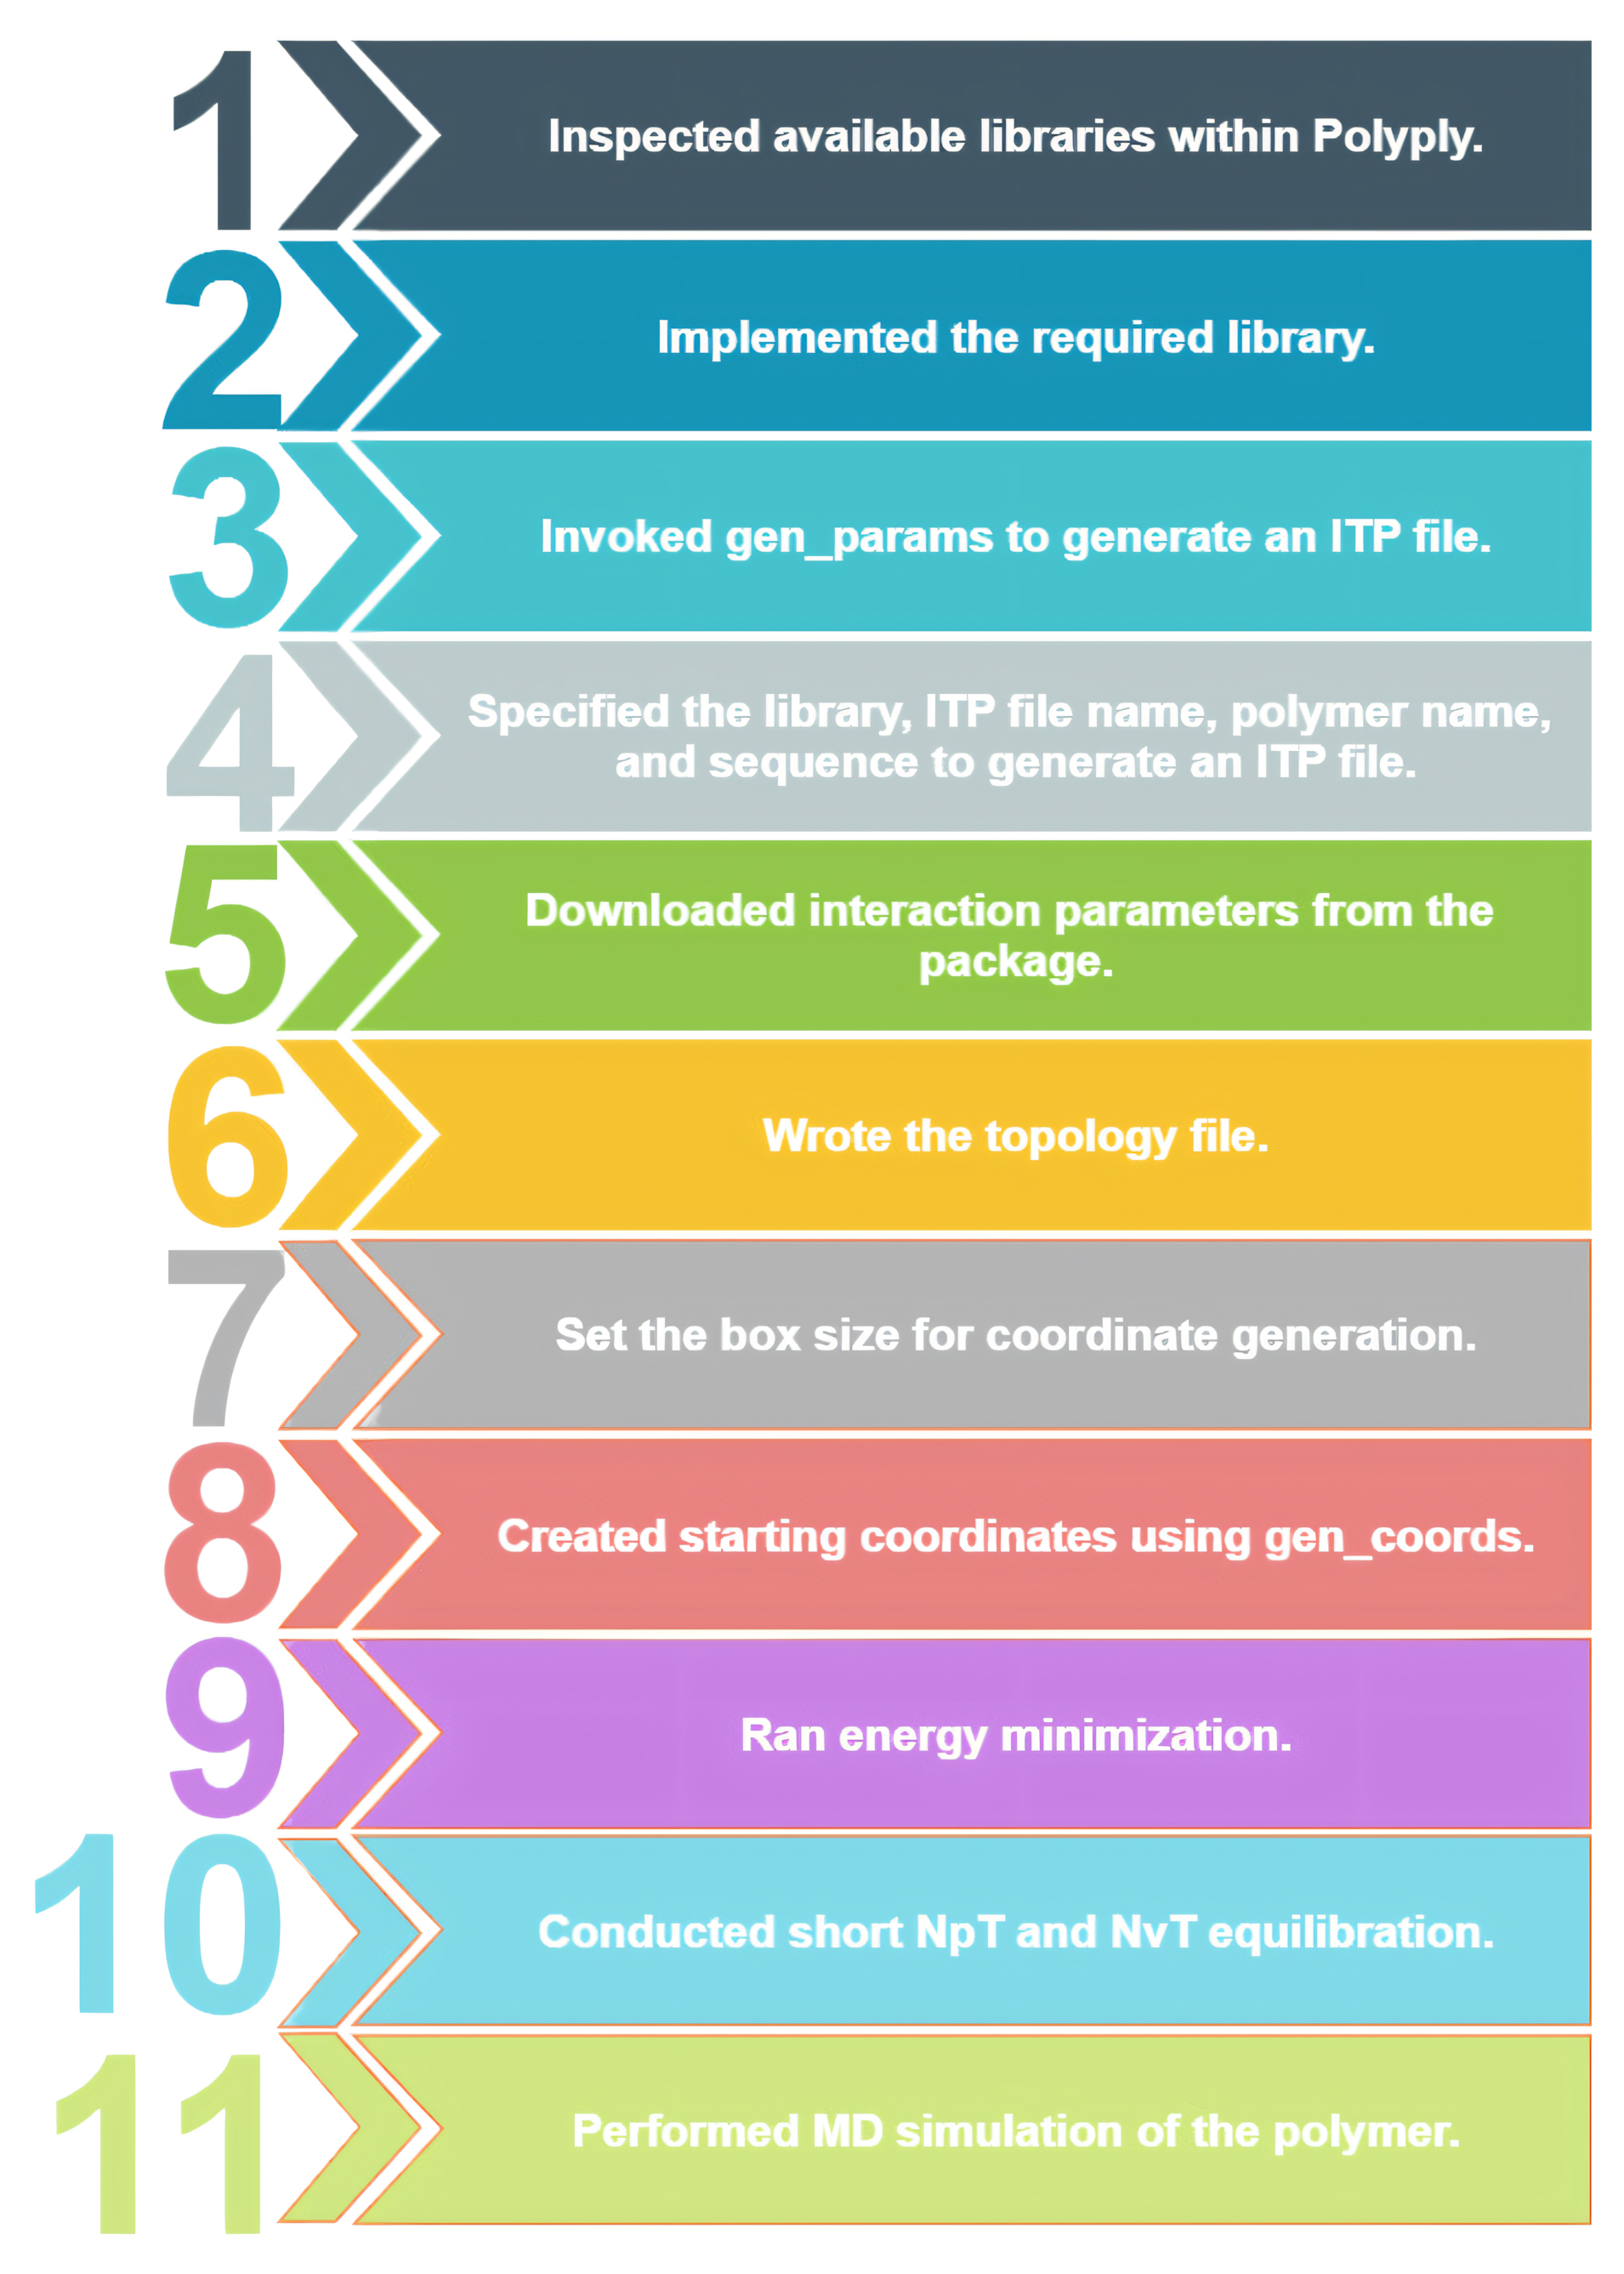 1
Inspected available libraries within Polyply.
2
Implemented the required library.
3
Invoked gen_params to generate an ITP file.
4
Specified the library, ITP file name, polymer name,
and sequence to generate an ITP file.
5
Downloaded interaction parameters from the
package.
6
Wrote the topology file.
7
Set the box size for coordinate generation.
8
Created starting coordinates using gen_coords.
9
Ran energy minimization.
10
Conducted short NpT and NvT equilibration.
11
Performed MD simulation of the polymer.